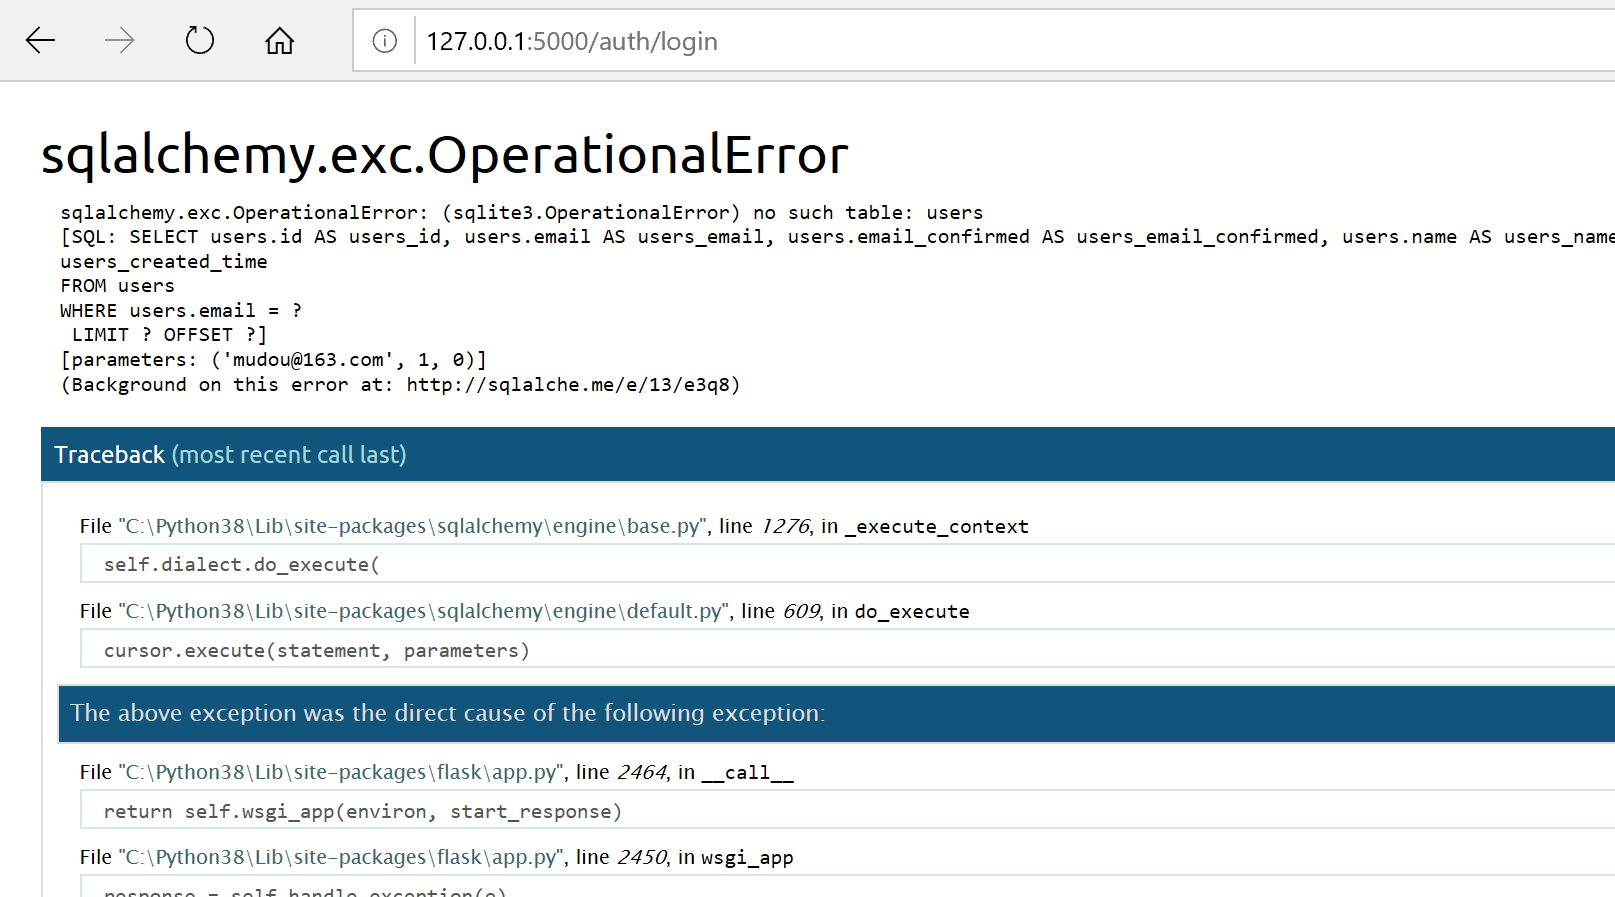 127.0.0.1:5000/auth/login
sqlalchemy.exc.OperationalError
sqlalchemy.exc.OperationalError: (sqlite3.OperationalError) no such table: users
[SQL: SELECT users.id AS users_id, users.email AS users_email, users.email_confirmed AS users_email_confirmed, users.name AS users_name
users_created_time
FROM users
WHERE users.email = ?
 LIMIT ? OFFSET ?]
[parameters: ('mudou@163.com', 1, 0)]
(Background on this error at: http://sqlalche.me/e/13/e3q8)
Traceback (most recent call last)
File "C:\Python38\Lib\site-packages\sqlalchemy\engine\base.py", line 1276, in _execute_context
self.dialect.do_execute(
File "C:\Python38\Lib\site-packages\sqlalchemy\engine\default.py", line 609, in do_execute
cursor.execute(statement, parameters)
The above exception was the direct cause of the following exception:
File "C:\Python38\Lib\site-packages\flask\app.py", line 2464, in __call__
return self.wsgi_app(environ, start_response)
File "C:\Python38\Lib\site-packages\flask\app.py", line 2450, in wsgi_app
response = self.handle_exception(e)